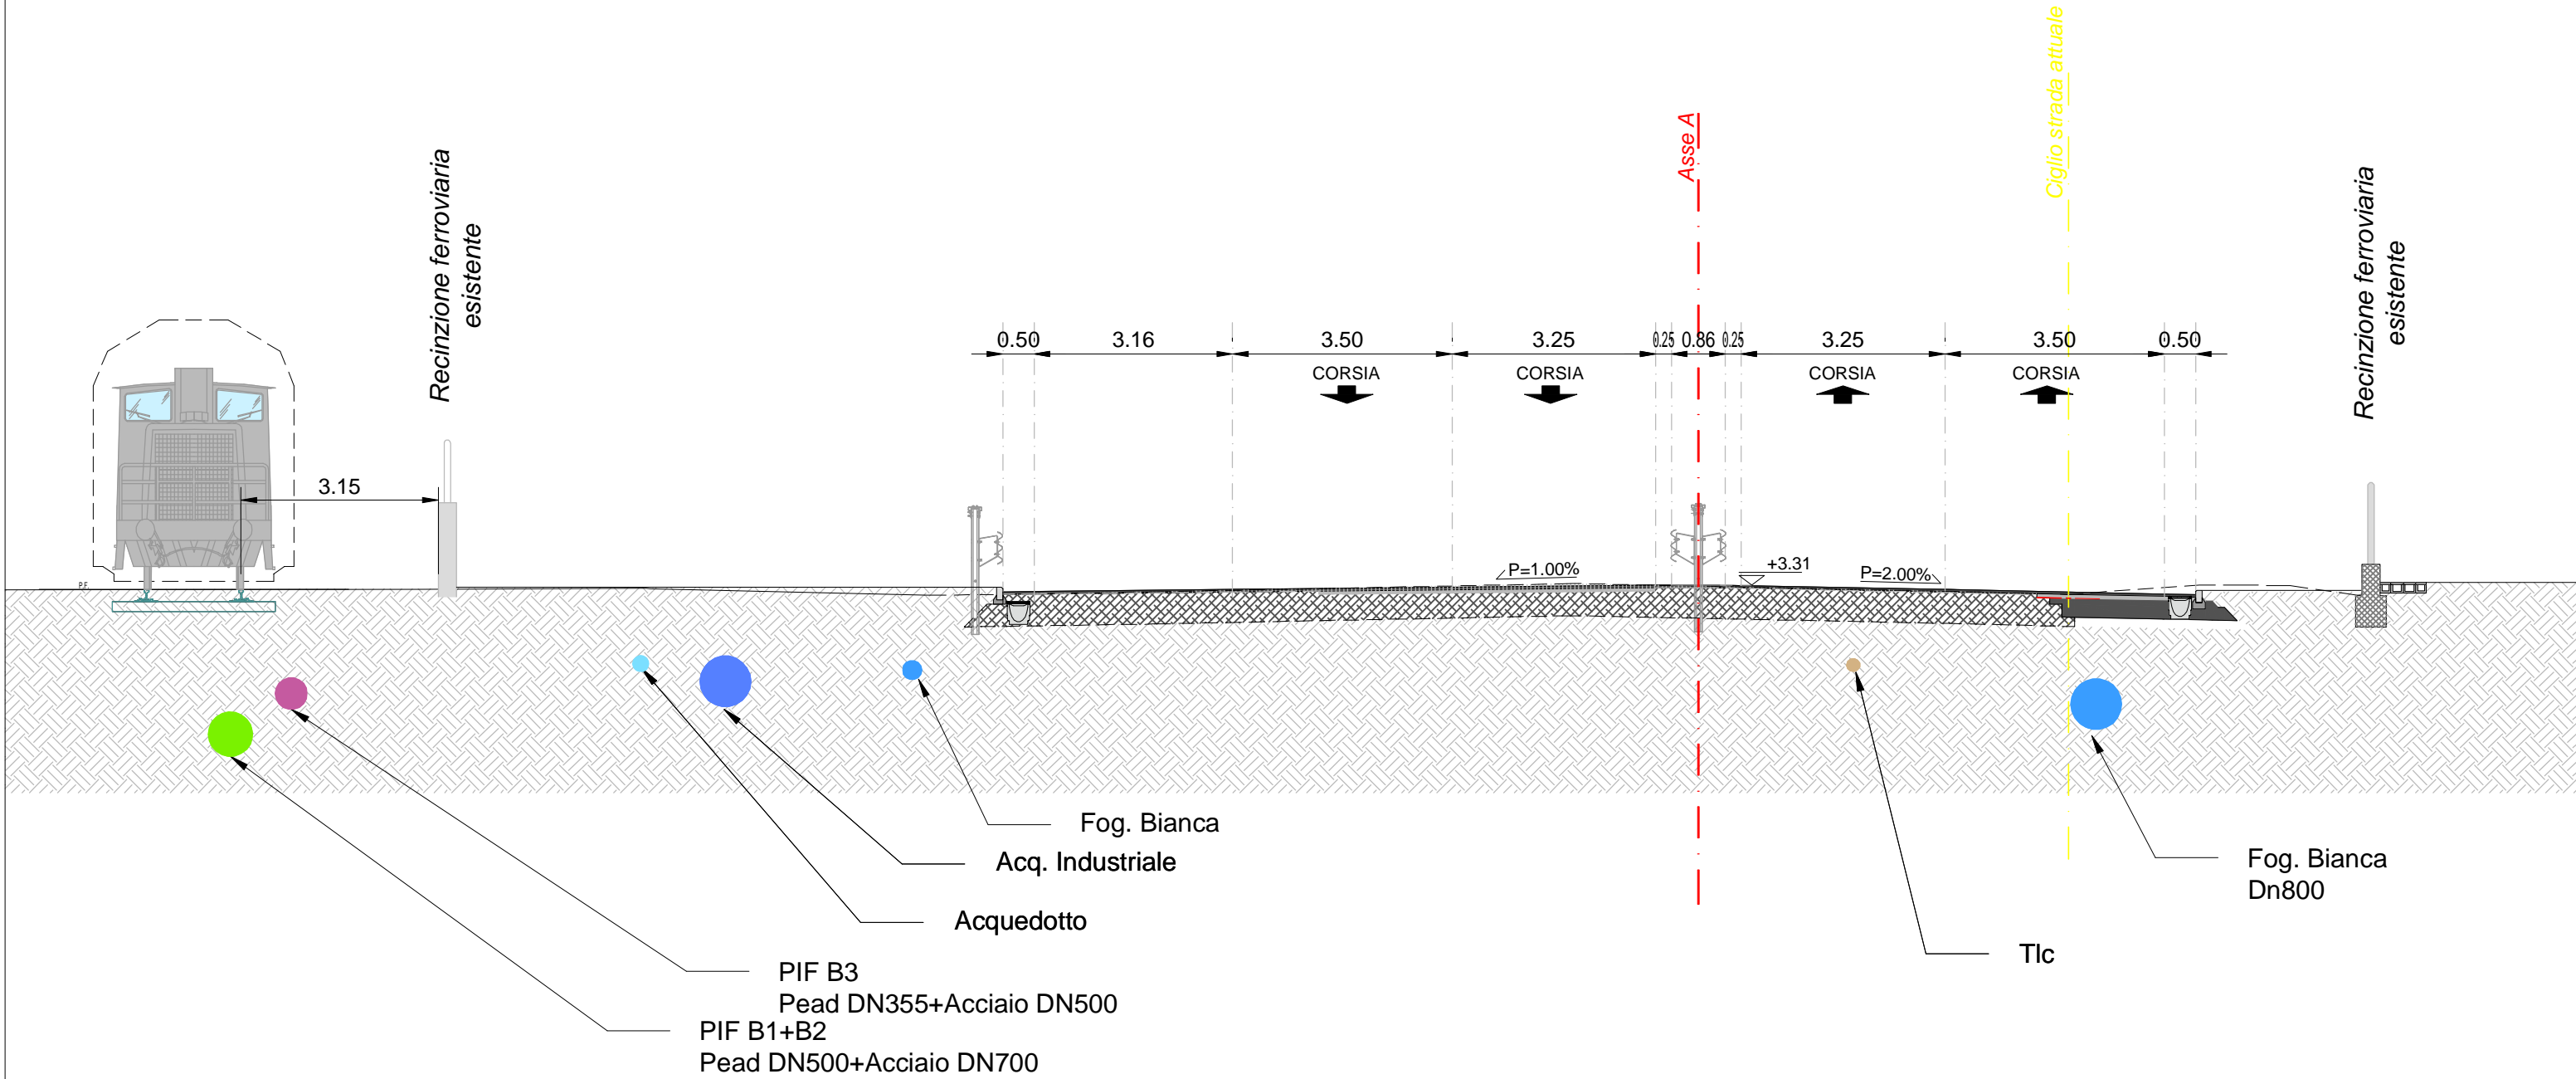 Ciglio strada attuale
Asse A
Recinzione ferroviaria
esistente
Recinzione ferroviaria
esistente
0.50 3.16 3.50 3.25 0.25 0.86 0.25 3.25 3.50 0.50
CORSIA CORSIA CORSIA CORSIA
3.15
P.F.
P=1.00%
+3.31
P=2.00%
Fog. Bianca
Acq. Industriale
Acquedotto
PIF B3
Pead DN355+Acciaio DN500
PIF B1+B2
Pead DN500+Acciaio DN700
Tlc
Fog. Bianca
Dn800